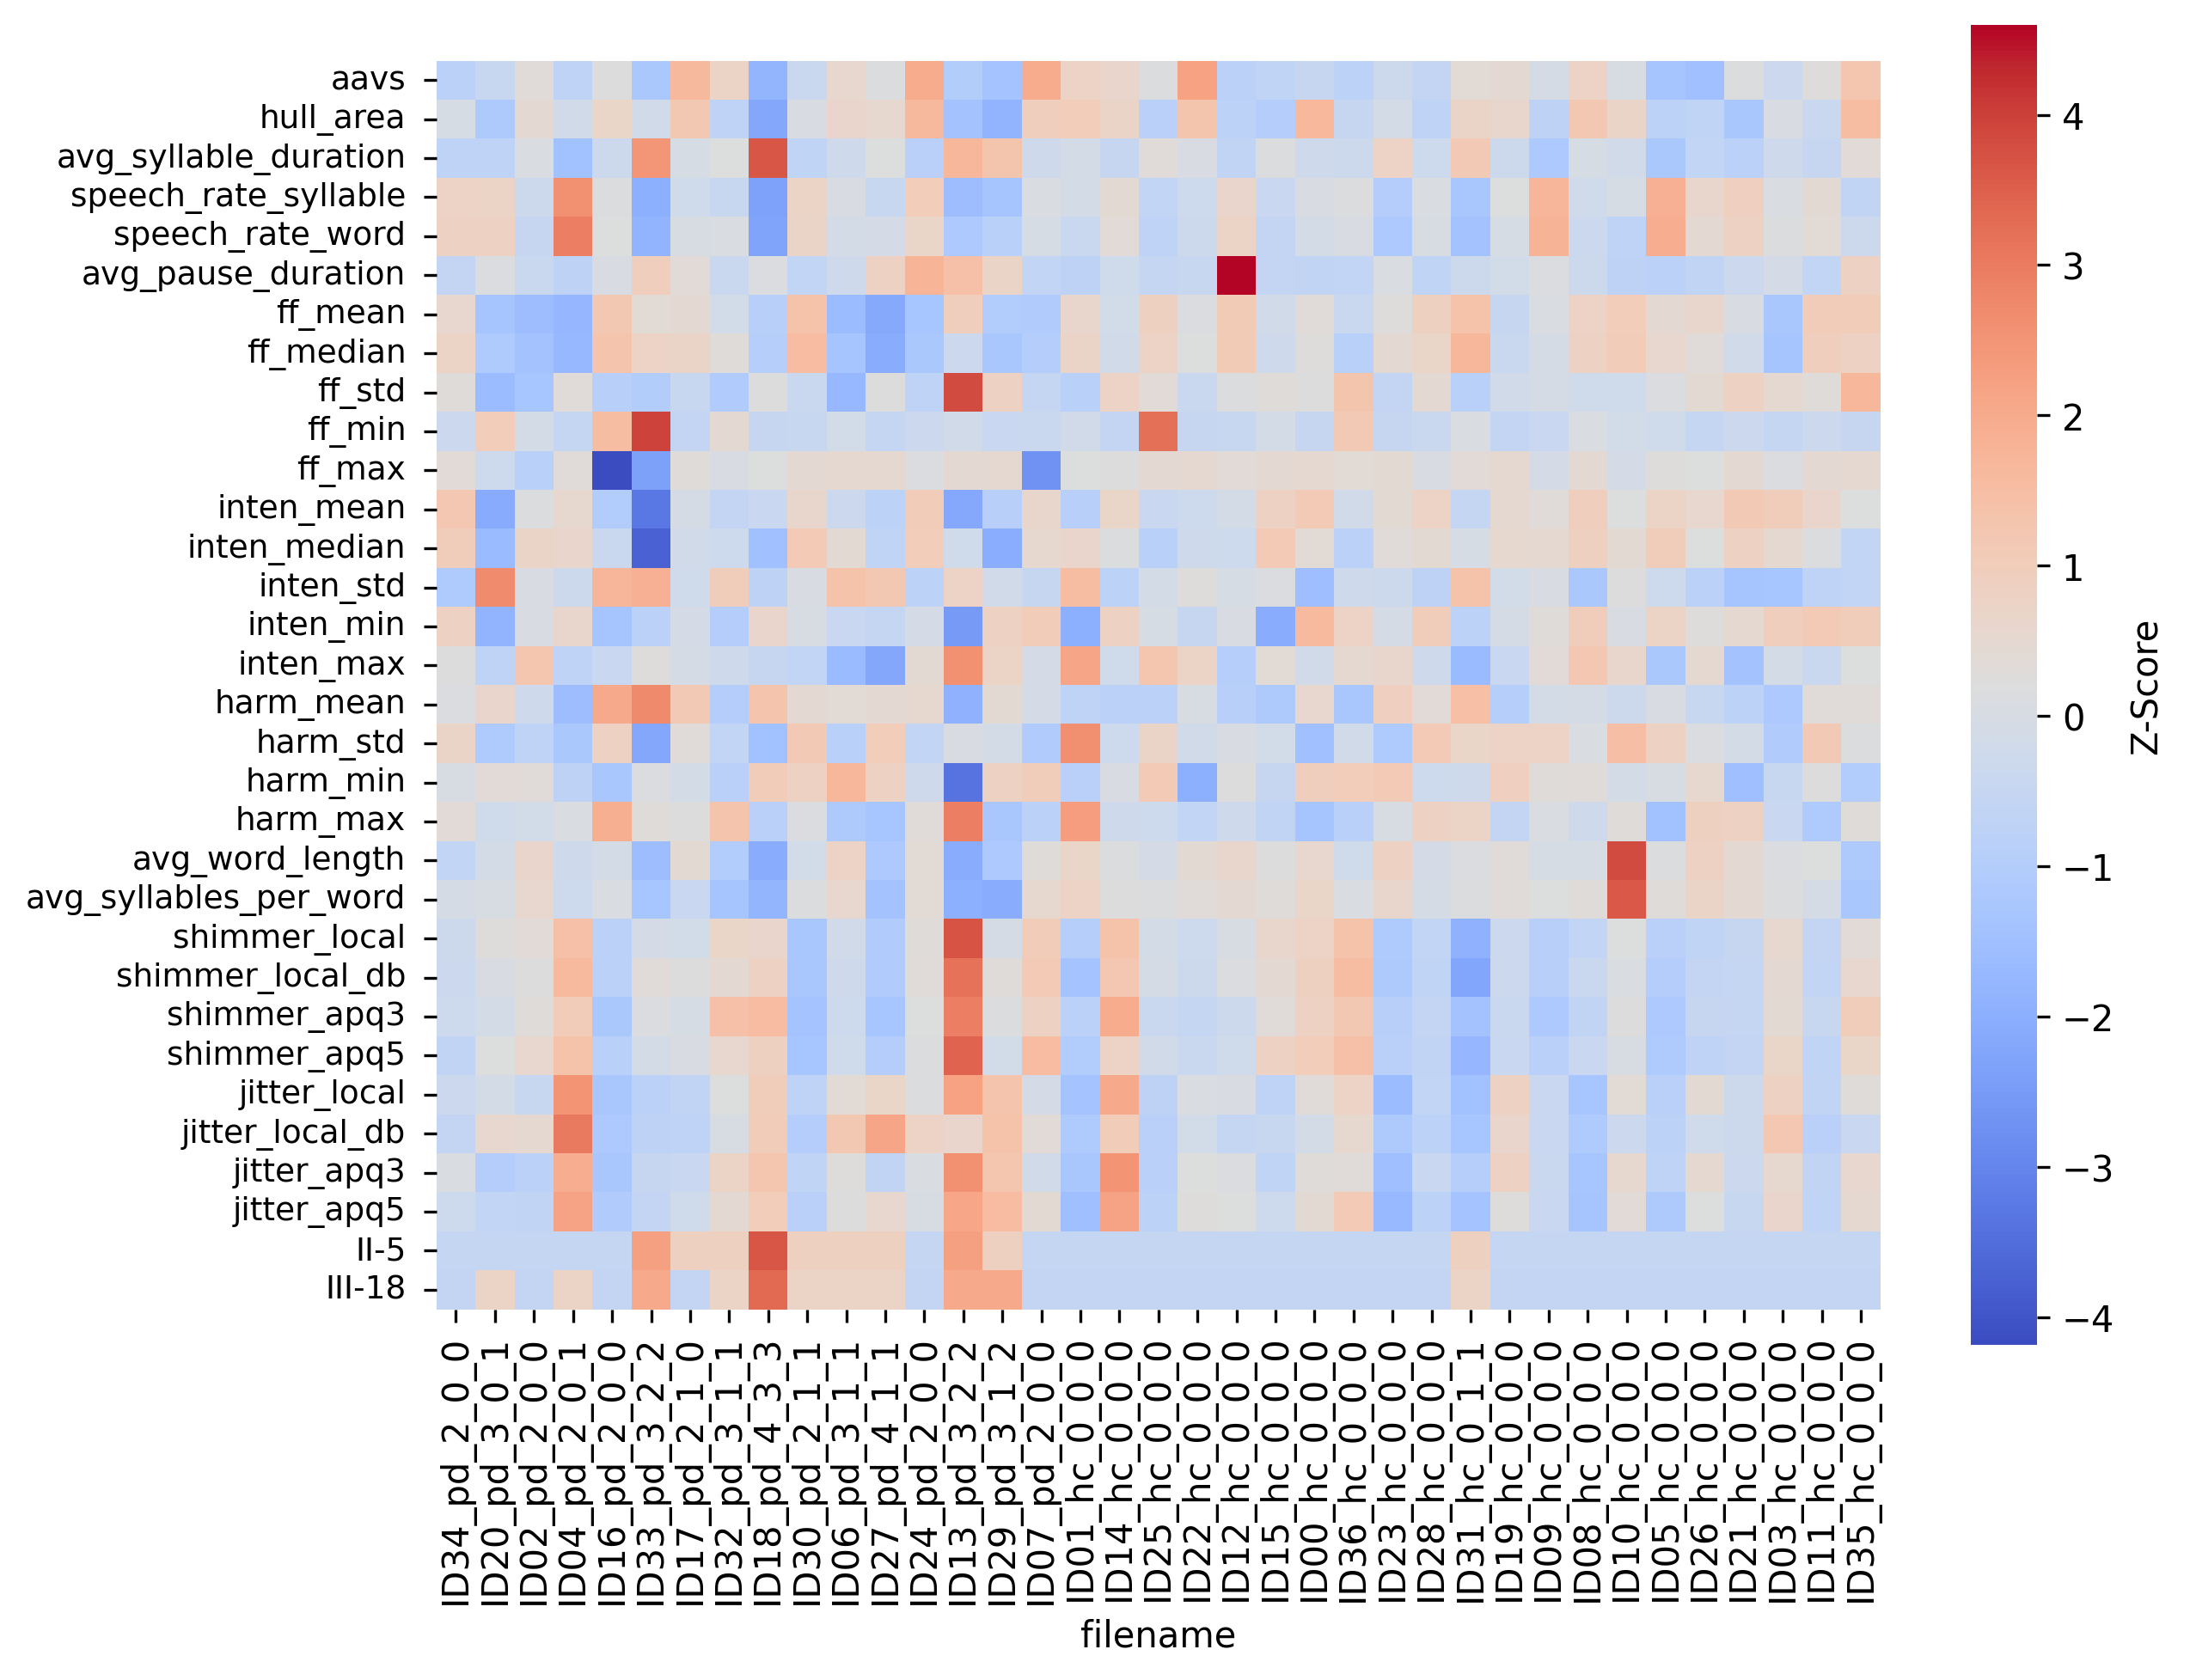 aavs
hull_area
avg_syllable_duration
speech_rate_syllable
speech_rate_word
avg_pause_duration
ff_mean
ff_median
ff_std
ff_min
ff_max
inten_mean
inten_median
inten_std
inten_min
inten_max
harm_mean
harm_std
harm_min
harm_max
avg_word_length
avg_syllables_per_word
shimmer_local
shimmer_local_db
shimmer_apq3
shimmer_apq5
jitter_local
jitter_local_db
jitter_apq3
jitter_apq5
II-5
III-18
ID34_pd_2_0_0
ID20_pd_3_0_1
ID02_pd_2_0_0
ID04_pd_2_0_1
ID16_pd_2_0_0
ID33_pd_3_2_2
ID17_pd_2_1_0
ID32_pd_3_1_1
ID18_pd_4_3_3
ID30_pd_2_1_1
ID06_pd_3_1_1
ID27_pd_4_1_1
ID24_pd_2_0_0
ID13_pd_3_2_2
ID29_pd_3_1_2
ID07_pd_2_0_0
ID01_hc_0_0_0
ID14_hc_0_0_0
ID25_hc_0_0_0
ID22_hc_0_0_0
ID12_hc_0_0_0
ID15_hc_0_0_0
ID00_hc_0_0_0
ID36_hc_0_0_0
ID23_hc_0_0_0
ID28_hc_0_0_0
ID31_hc_0_1_1
ID19_hc_0_0_0
ID09_hc_0_0_0
ID08_hc_0_0_0
ID10_hc_0_0_0
ID05_hc_0_0_0
ID26_hc_0_0_0
ID21_hc_0_0_0
ID03_hc_0_0_0
ID11_hc_0_0_0
ID35_hc_0_0_0
filename
4
3
2
1
0
−1
−2
−3
−4
Z-Score